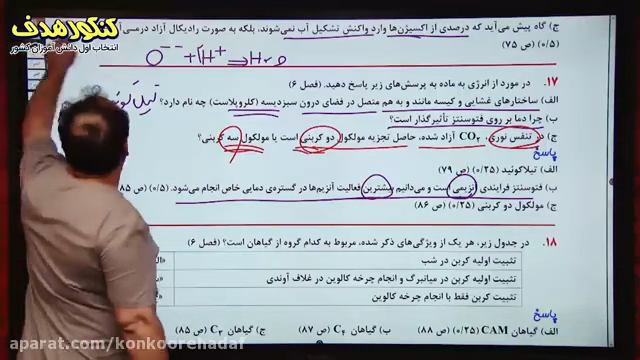 کنکور هدف
انتخاب اول دانش آموزان کشور
ج) گاه پیش می‌آید که درصدی از اکسیژن‌ها وارد واکنش تشکیل آب نمی‌شوند، بلکه به صورت رادیکال آزاد
(۰/۵) (ص ۷۵)
O⁻⁻ + 2H⁺ ⇒ H2O
۱۷. در مورد از انرژی به ماده به پرسش‌های زیر پاسخ دهید. (فصل ۶)
الف) ساختارهای غشایی و کیسه مانند و به هم متصل در فضای درون سبزدیسه (کلروپلاست) چه نام دارد؟
ب) چرا دما بر روی فتوسنتز تأثیرگذار است؟
ج) در تنفس نوری، CO₂ آزاد شده، حاصل تجزیه مولکول دو کربنی است یا مولکول سه کربنی؟
پاسخ
الف) تیلاکوئید (۰/۲۵) (ص ۷۹)
ب) فتوسنتز فرایندی آنزیمی است و می‌دانیم بیشترین فعالیت آنزیم‌ها در گستره‌ی دمایی خاص انجام می‌شود. (۰/۵) (ص ۸۵)
ج) مولکول دو کربنی (۰/۲۵) (ص ۸۶)
۱۸. در جدول زیر، هر یک از ویژگی‌های ذکر شده، مربوط به کدام گروه از گیاهان است؟ (فصل ۶)
تثبیت اولیه کربن در شب
تثبیت اولیه کربن در میانبرگ و انجام چرخه کالوین در غلاف آوندی
تثبیت کربن فقط با انجام چرخه کالوین
پاسخ
الف) گیاهان CAM (۰/۲۵) (ص ۸۸) ب) گیاهان C₄ (ص ۸۷) ج) گیاهان C₃ (ص ۸۵)
aparat.com/konkoorehadaf